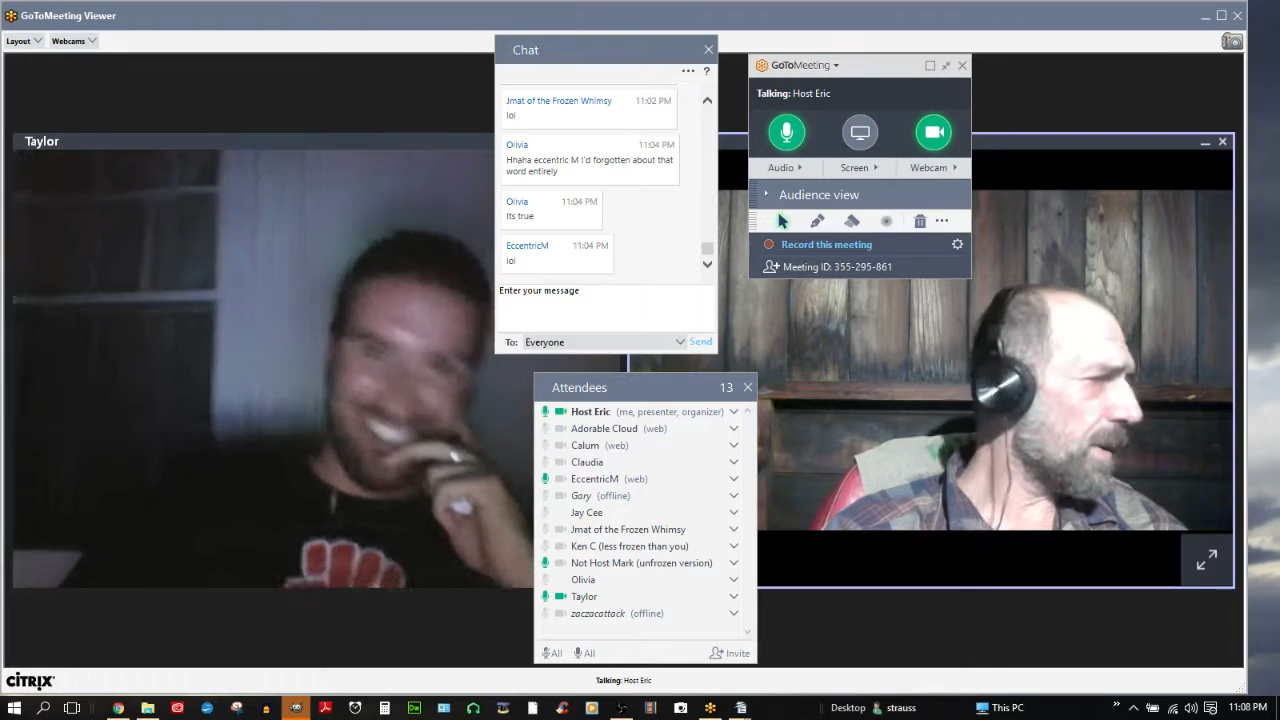 GoToMeeting Viewer
Layout
Webcams
Taylor
Chat
... ?
Jmat of the Frozen Whimsy 11:02 PM
lol
Olivia 11:04 PM
Hhaha eccentric M I'd forgotten about that
word entirely
Olivia 11:04 PM
Its true
EccentricM 11:04 PM
lol
Enter your message
To: Everyone Send
GoToMeeting
Talking: Host Eric
Audio Screen Webcam
Audience view
...
Record this meeting
Meeting ID: 355-295-861
Attendees 13
Host Eric (me, presenter, organizer)
Adorable Cloud (web)
Calum (web)
Claudia
EccentricM (web)
Gary (offline)
Jay Cee
Jmat of the Frozen Whimsy
Ken C (less frozen than you)
Not Host Mark (unfrozen version)
Olivia
Taylor
zaczacattack (offline)
All All Invite
CİTRIX
Talking: Host Eric
Dw Desktop strauss This PC 11:08 PM